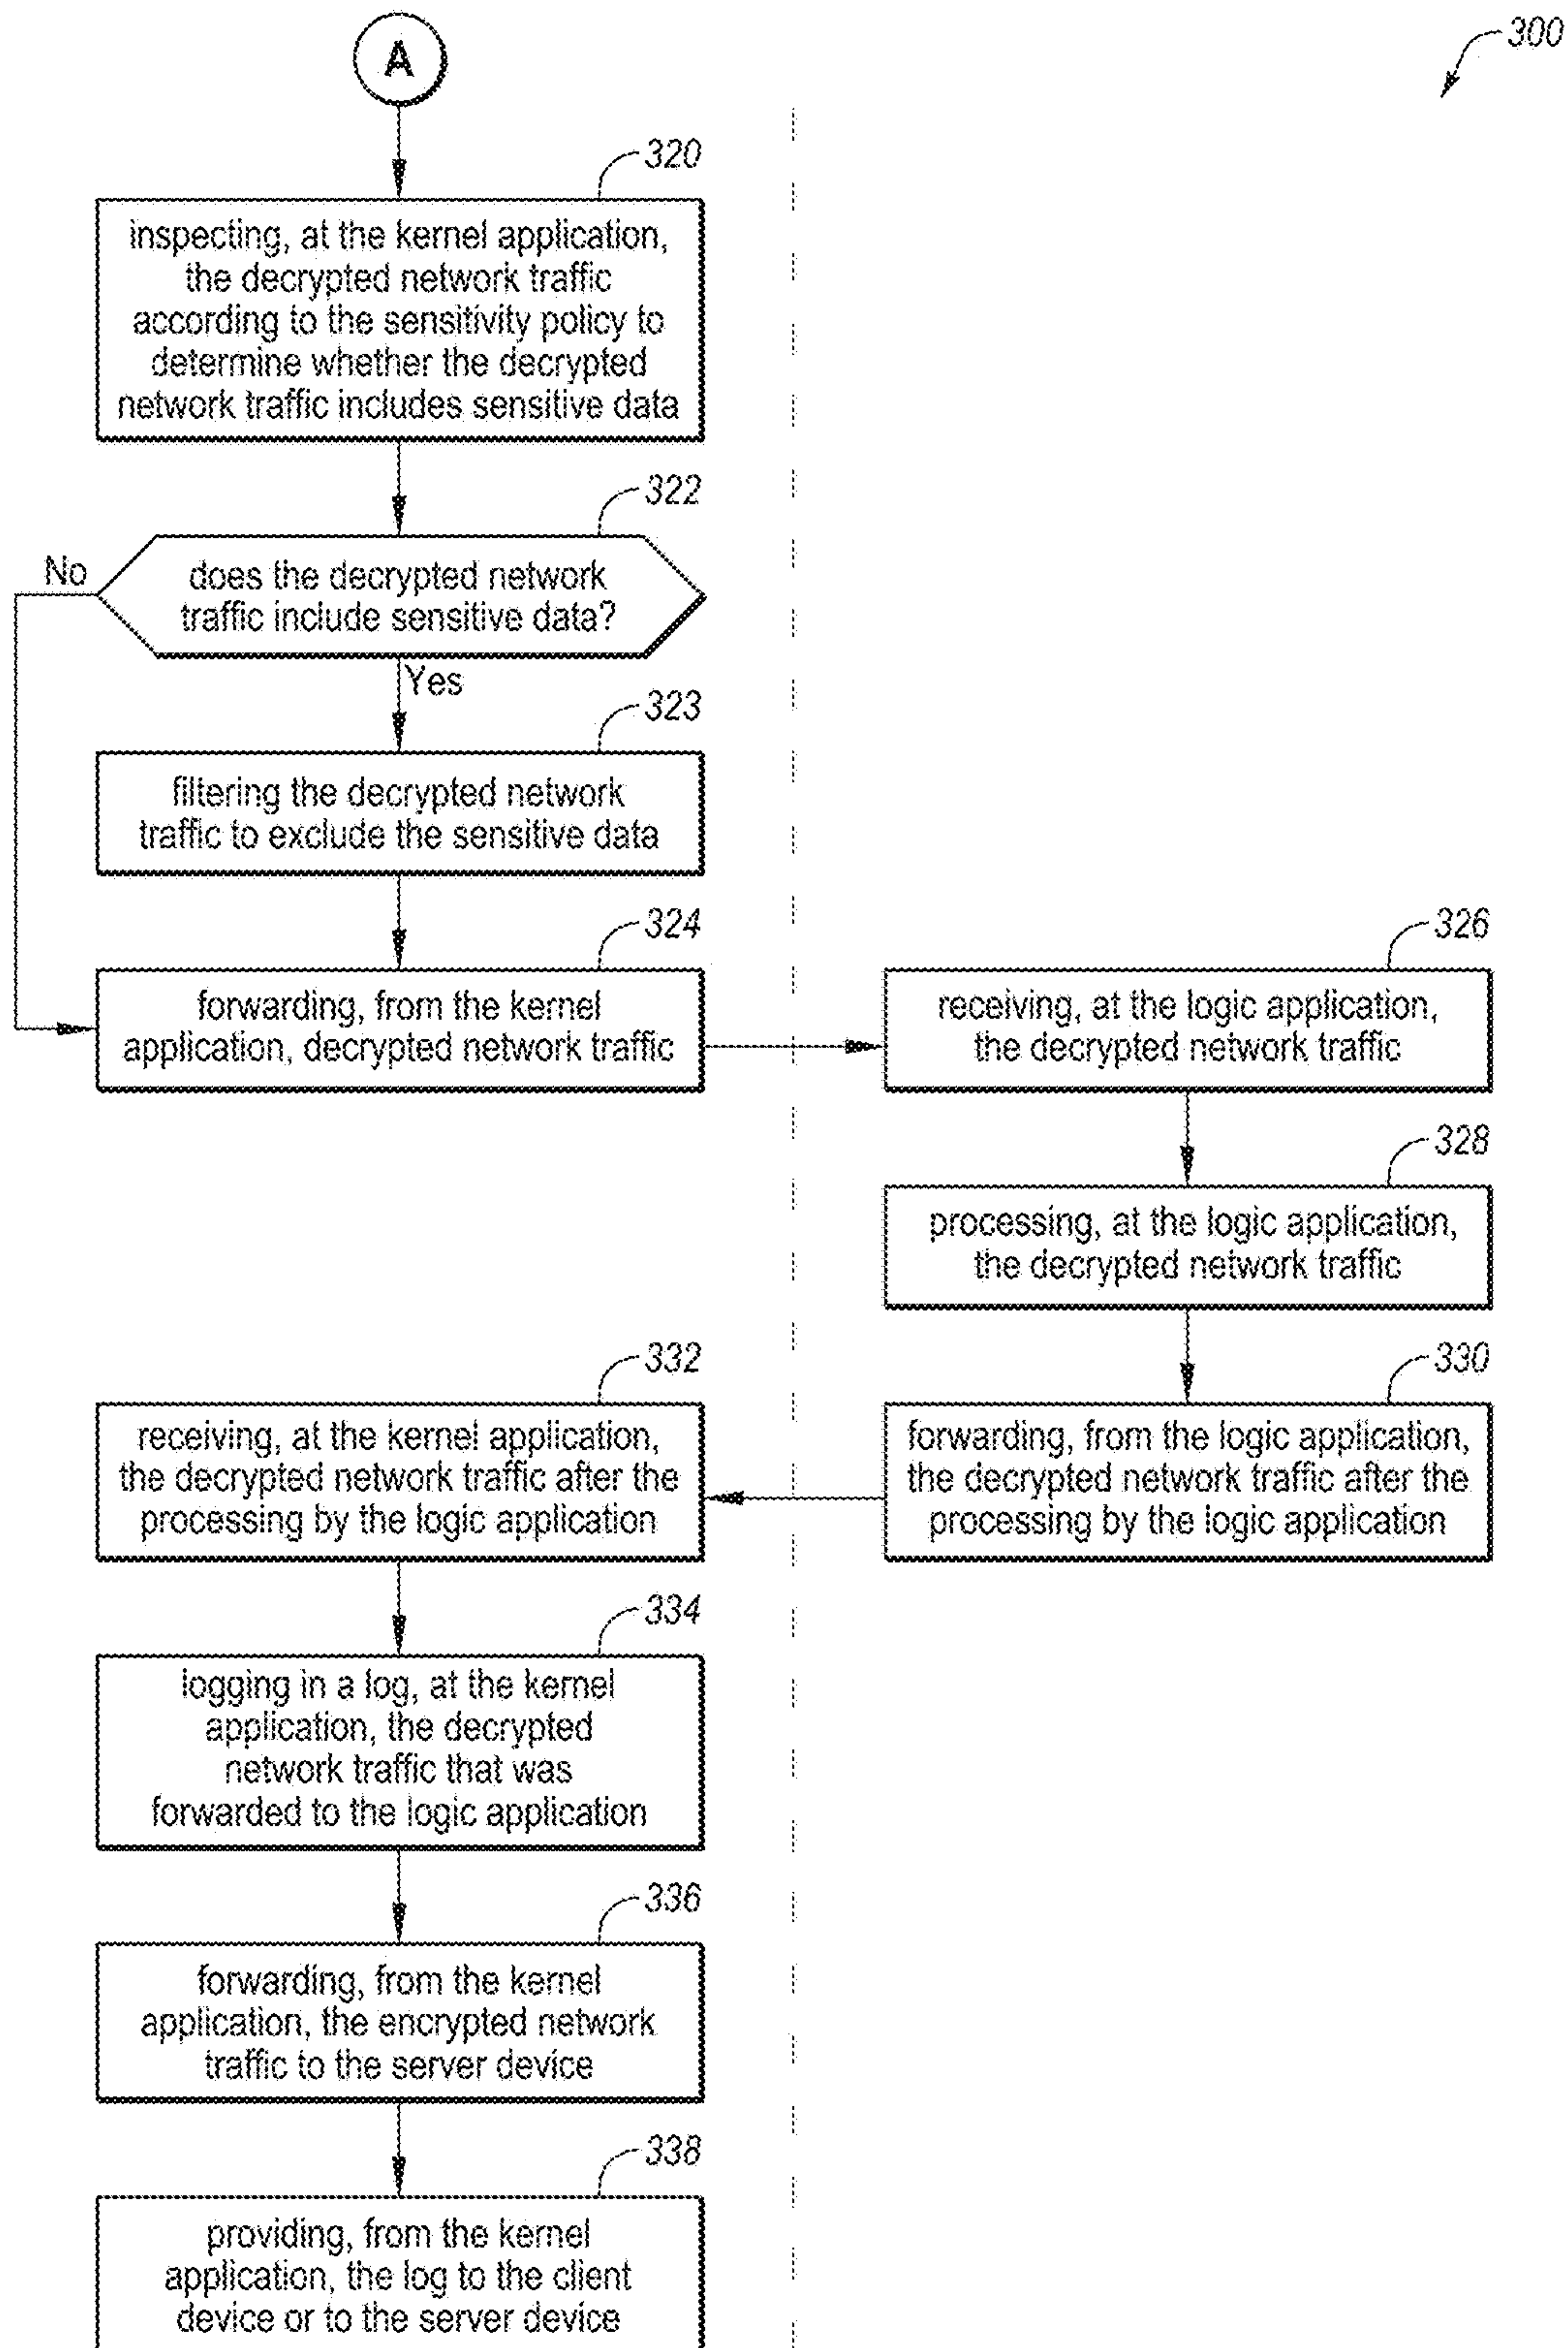 A
300
320
inspecting, at the kernel application,
the decrypted network traffic
according to the sensitivity policy to
determine whether the decrypted
network traffic includes sensitive data
322
No
does the decrypted network
traffic include sensitive data?
Yes
323
filtering the decrypted network
traffic to exclude the sensitive data
324
forwarding, from the kernel
application, decrypted network traffic
326
receiving, at the logic application,
the decrypted network traffic
328
processing, at the logic application,
the decrypted network traffic
330
forwarding, from the logic application,
the decrypted network traffic after the
processing by the logic application
332
receiving, at the kernel application,
the decrypted network traffic after the
processing by the logic application
334
logging in a log, at the kernel
application, the decrypted
network traffic that was
forwarded to the logic application
336
forwarding, from the kernel
application, the encrypted network
traffic to the server device
338
providing, from the kernel
application, the log to the client
device or to the server device